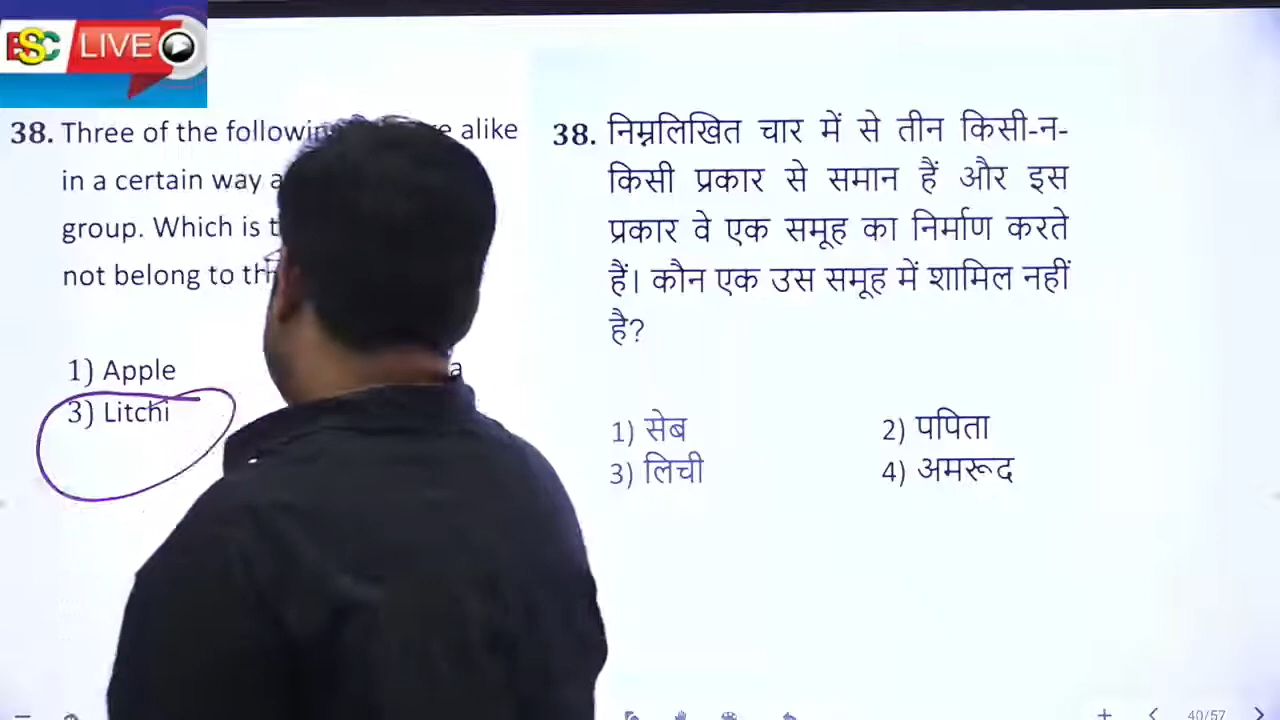 ESC LIVE
38. Three of the alike
in a certain way
group. Which is
not belong to
1) Apple
3) Litchi
38. निम्नलिखित चार में से तीन किसी-न-
किसी प्रकार से समान हैं और इस
प्रकार वे एक समूह का निर्माण करते
हैं। कौन एक उस समूह में शामिल नहीं
है?
1) सेब 2) पपिता
3) लिची 4) अमरूद
40/57